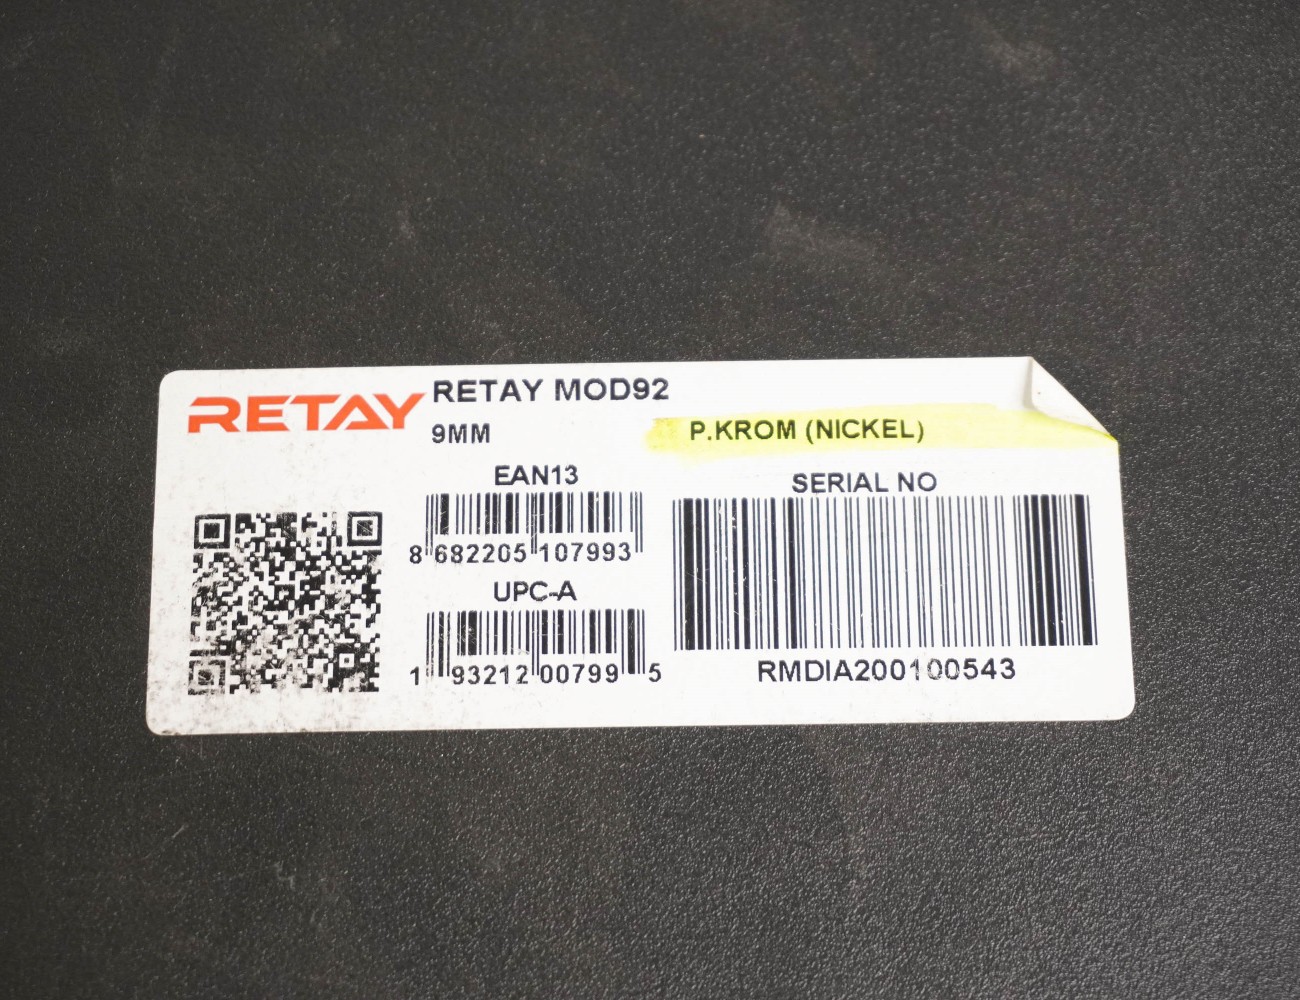 RETAY
RETAY MOD92
9MM
P.KROM (NICKEL)
EAN13
8 682205 107993
UPC-A
1 93212 00799 5
SERIAL NO
RMDIA200100543